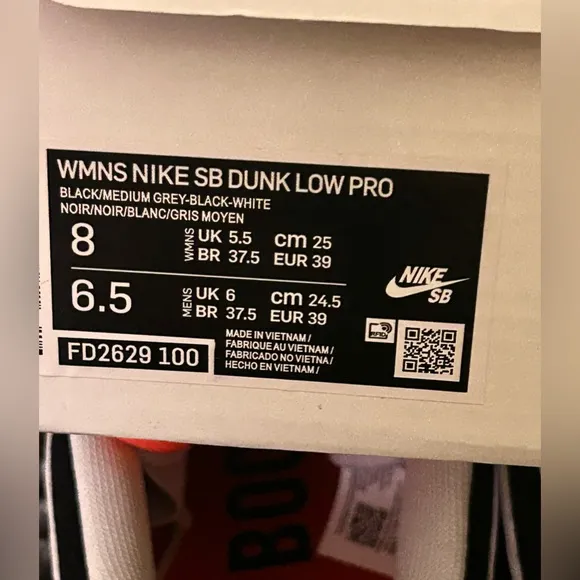 WMNS NIKE SB DUNK LOW PRO
BLACK/MEDIUM GREY-BLACK-WHITE
NOIR/NOIR/BLANC/GRIS MOYEN
8 WMNS UK 5.5 cm 25
BR 37.5 EUR 39
6.5 MENS UK 6 cm 24.5
BR 37.5 EUR 39
NIKE
SB
FD2629 100
MADE IN VIETNAM /
FABRIQUE AU VIETNAM /
FABRICADO NO VIETNA /
HECHO EN VIETNAM /